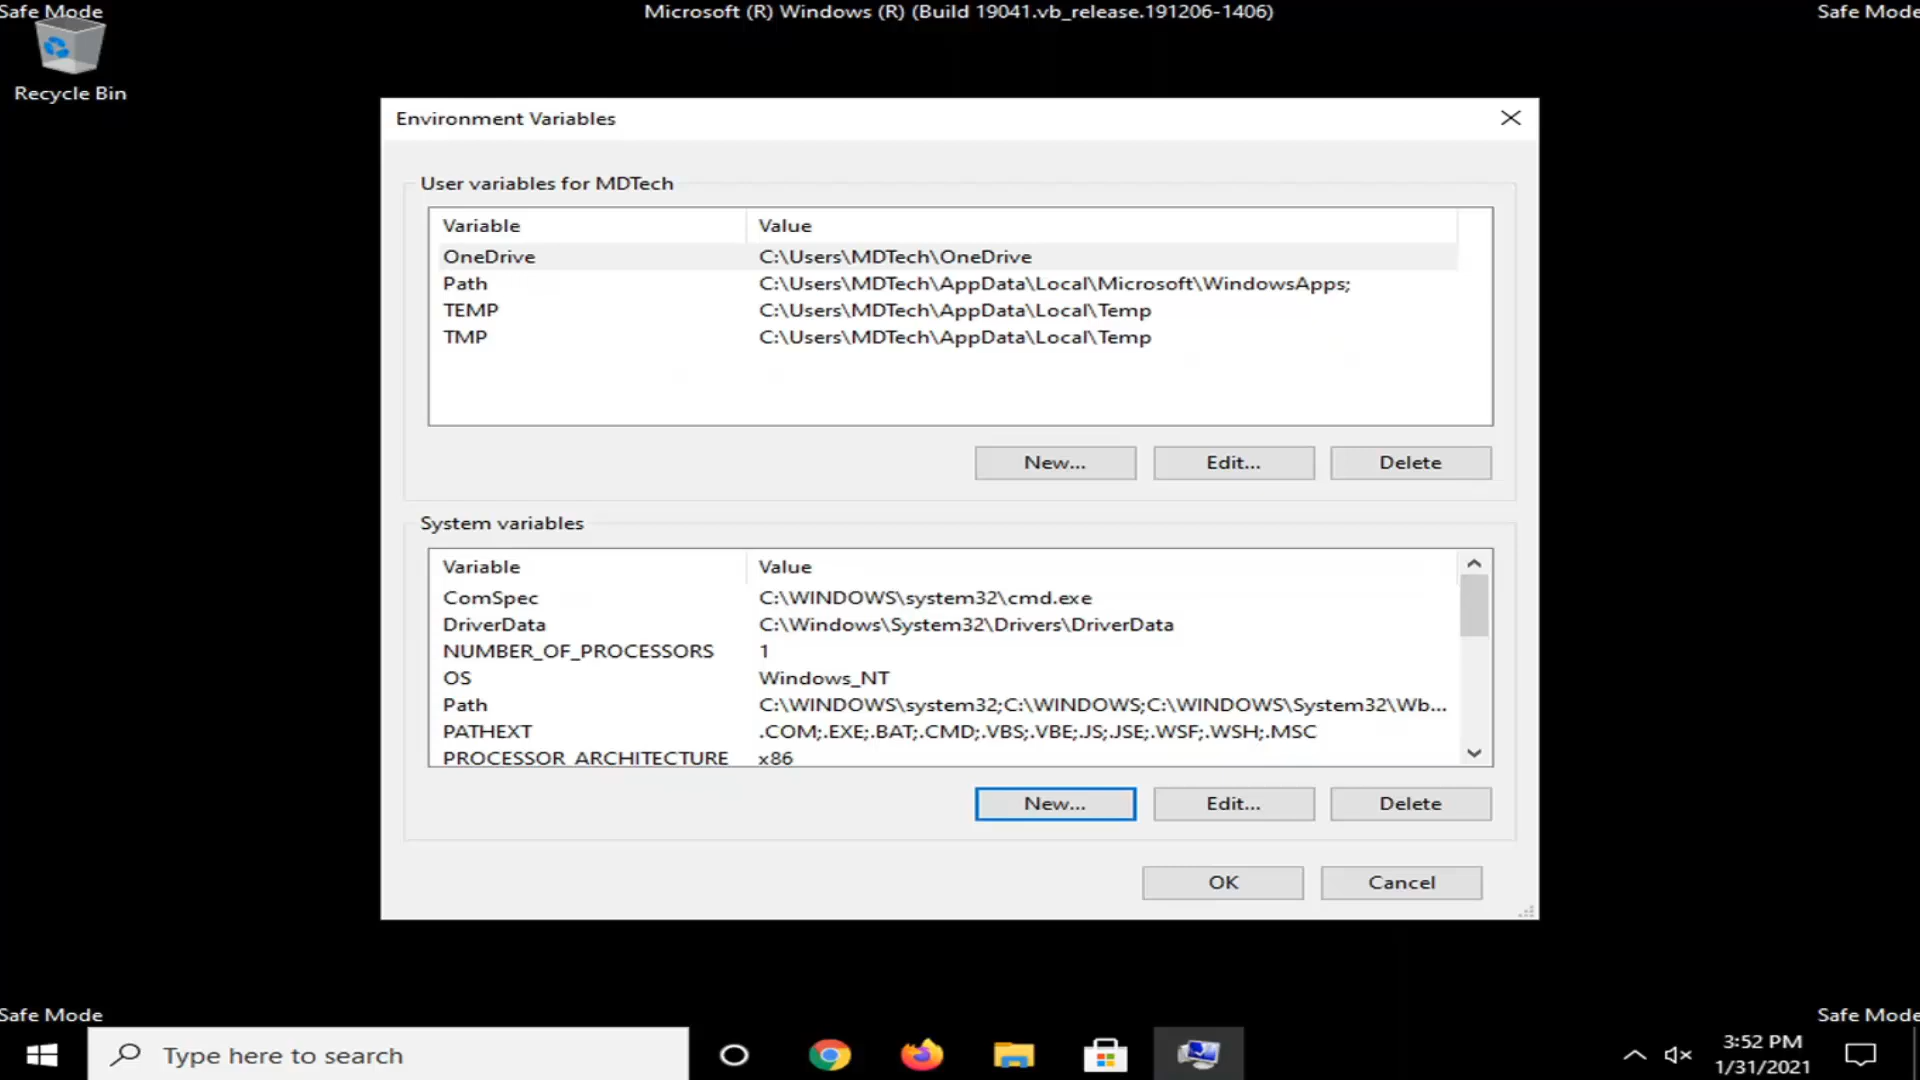 Safe Mode
Microsoft (R) Windows (R) (Build 19041.vb_release.191206-1406)
Safe Mode
Recycle Bin
Environment Variables
User variables for MDTech
Variable Value
OneDrive C:\Users\MDTech\OneDrive
Path C:\Users\MDTech\AppData\Local\Microsoft\WindowsApps;
TEMP C:\Users\MDTech\AppData\Local\Temp
TMP C:\Users\MDTech\AppData\Local\Temp
New... Edit... Delete
System variables
Variable Value
ComSpec C:\WINDOWS\system32\cmd.exe
DriverData C:\Windows\System32\Drivers\DriverData
NUMBER_OF_PROCESSORS 1
OS Windows_NT
Path C:\WINDOWS\system32;C:\WINDOWS;C:\WINDOWS\System32\Wb...
PATHEXT .COM;.EXE;.BAT;.CMD;.VBS;.VBE;.JS;.JSE;.WSF;.WSH;.MSC
PROCESSOR_ARCHITECTURE x86
New... Edit... Delete
OK Cancel
Safe Mode
Safe Mode
Type here to search
3:52 PM
1/31/2021